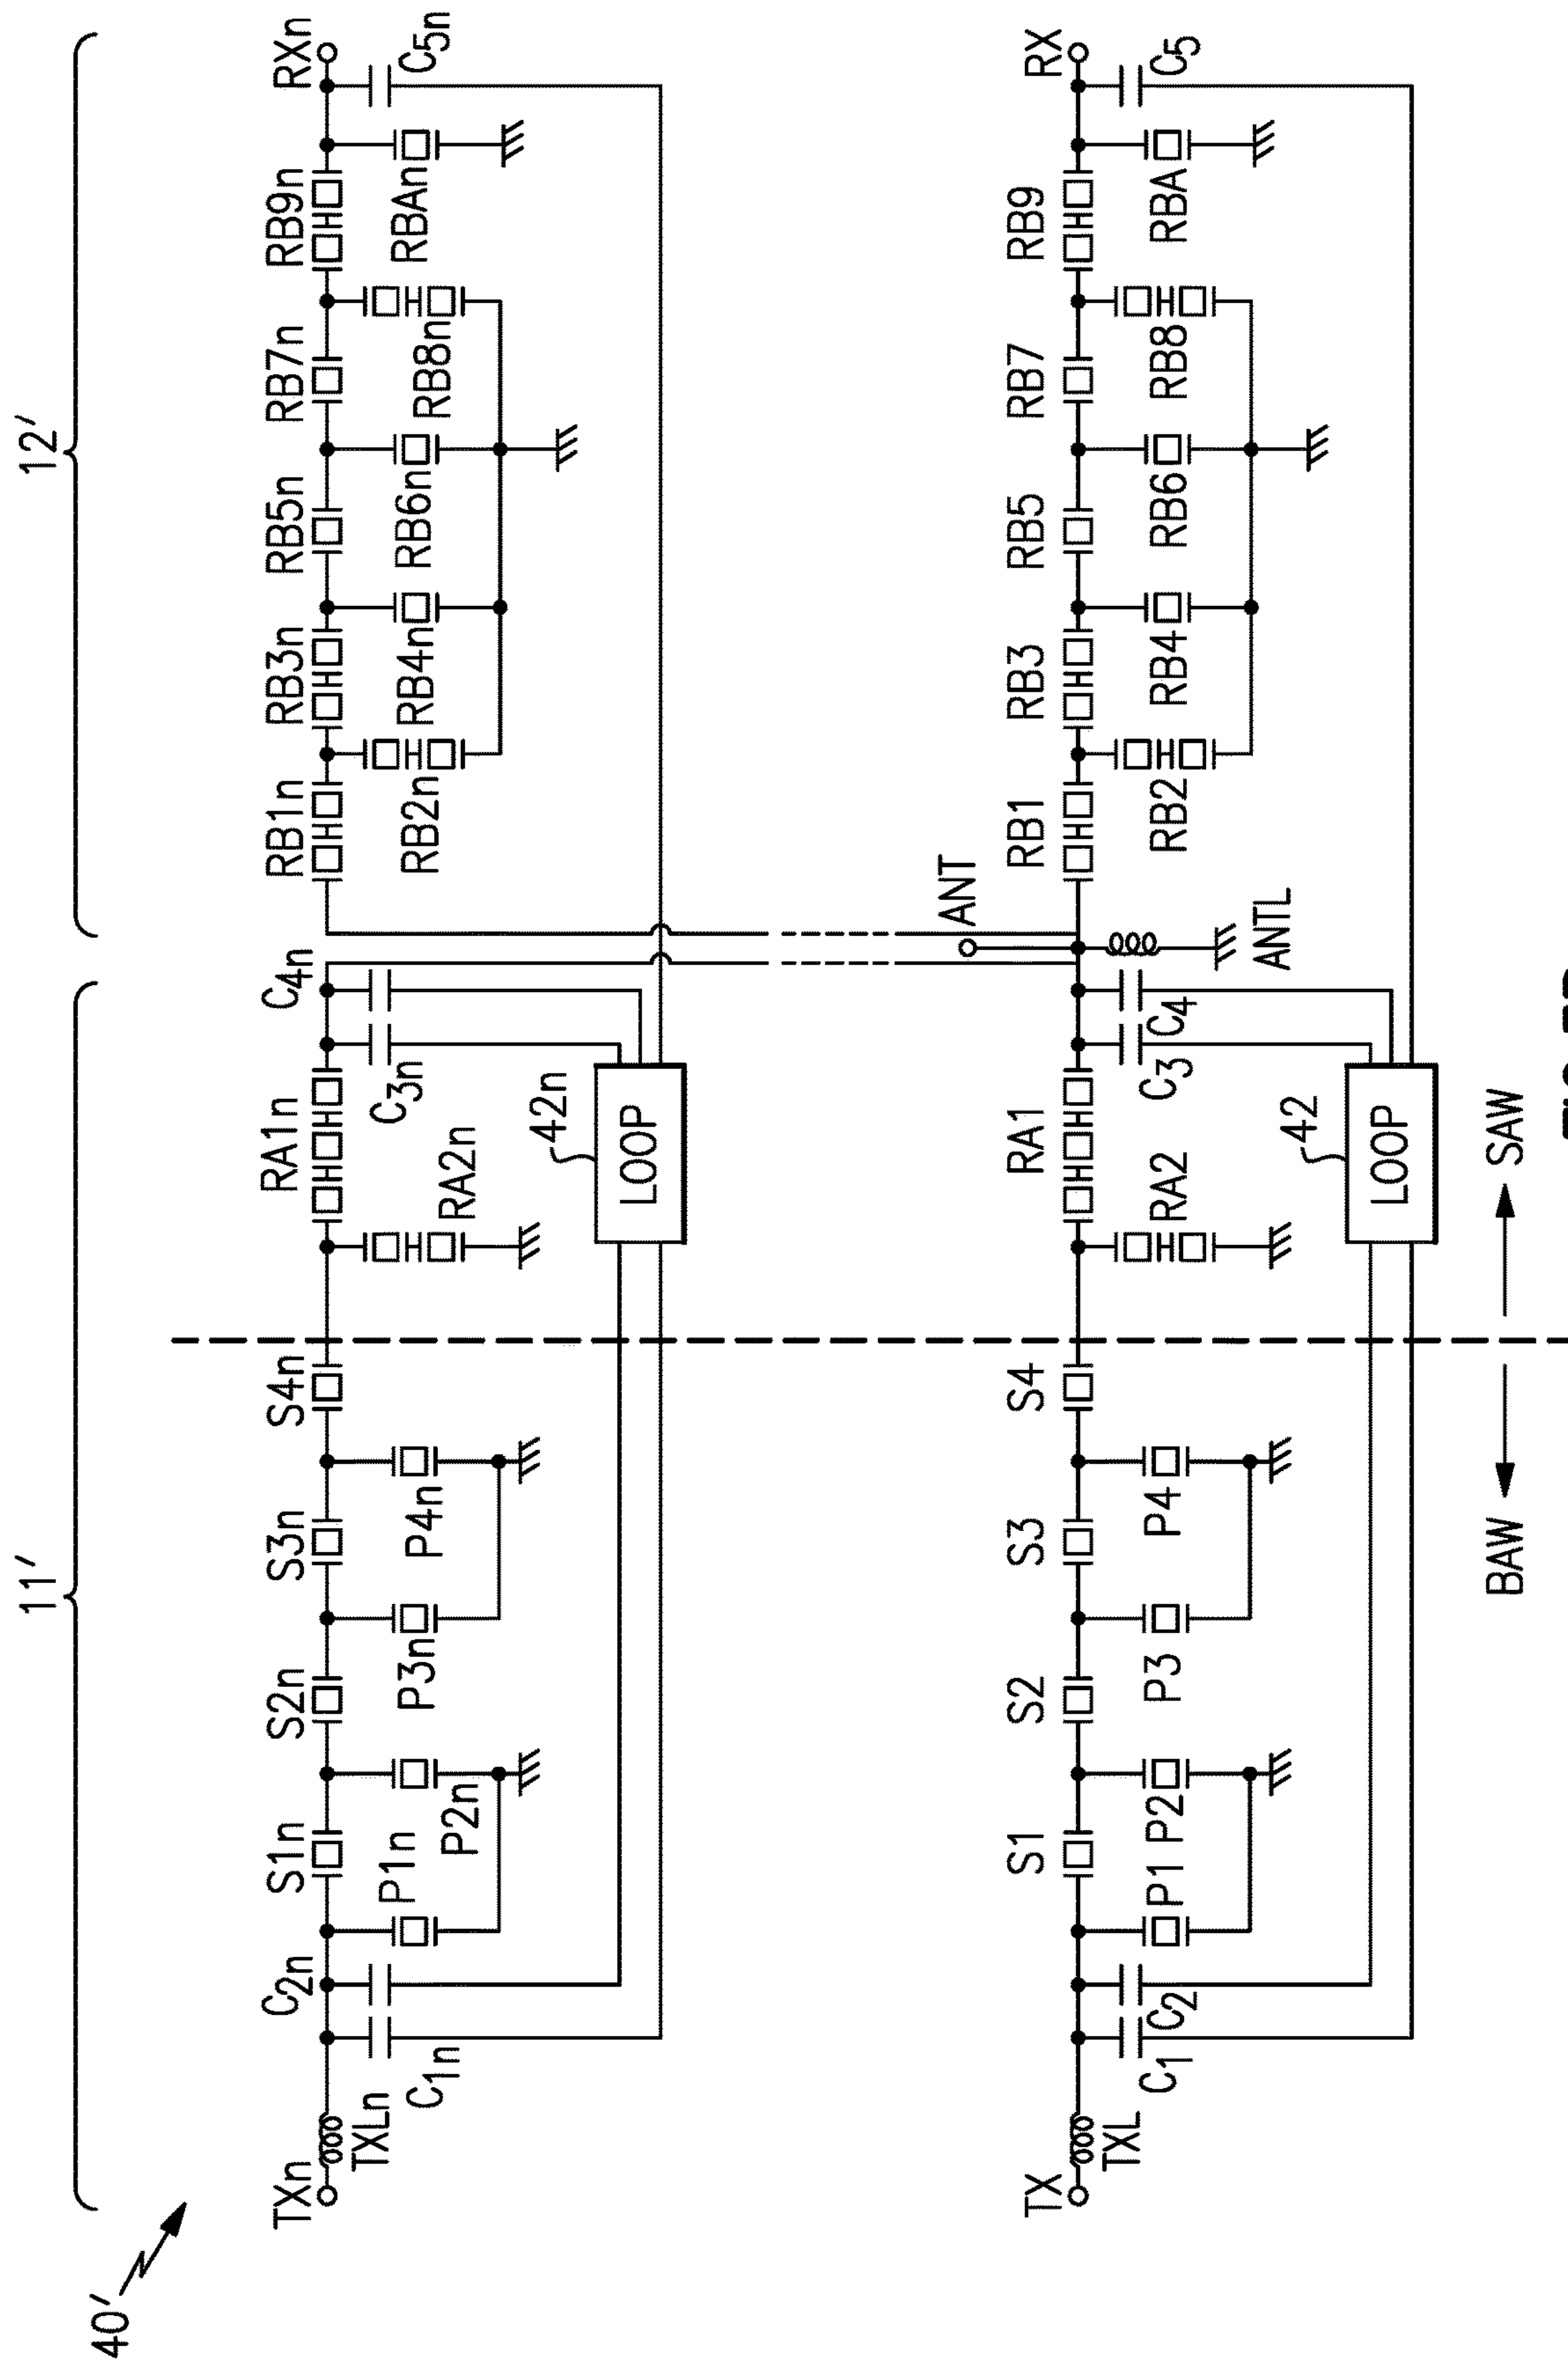 40′
11′
12′
TXn
TXLn
C1n
C2n
P1n
S1n
P2n
S2n
P3n
S3n
P4n
S4n
RA2n
RA1n
C3n
C4n
42n
LOOP
RB1n
RB2n
RB3n
RB4n
RB5n
RB6n
RB7n
RB8n
RB9n
RBAn
RXn
C5n
ANT
ANTL
TX
TXL
C1
C2
P1
S1
P2
S2
P3
S3
P4
S4
RA2
RA1
C3
C4
42
LOOP
RB1
RB2
RB3
RB4
RB5
RB6
RB7
RB8
RB9
RBA
RX
C5
BAW
SAW